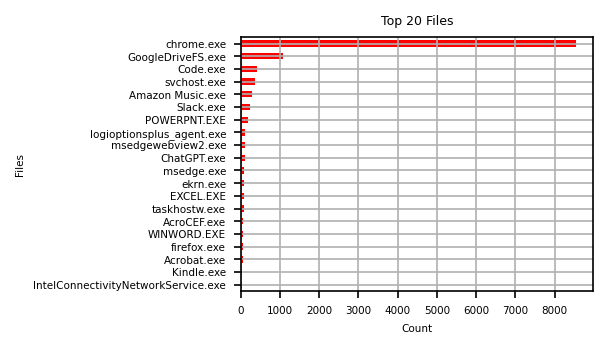 Top 20 Files
chrome.exe
GoogleDriveFS.exe
Code.exe
svchost.exe
Amazon Music.exe
Slack.exe
POWERPNT.EXE
logioptionsplus_agent.exe
msedgewebview2.exe
ChatGPT.exe
msedge.exe
ekrn.exe
EXCEL.EXE
taskhostw.exe
AcroCEF.exe
WINWORD.EXE
firefox.exe
Acrobat.exe
Kindle.exe
IntelConnectivityNetworkService.exe
Files
0 1000 2000 3000 4000 5000 6000 7000 8000
Count